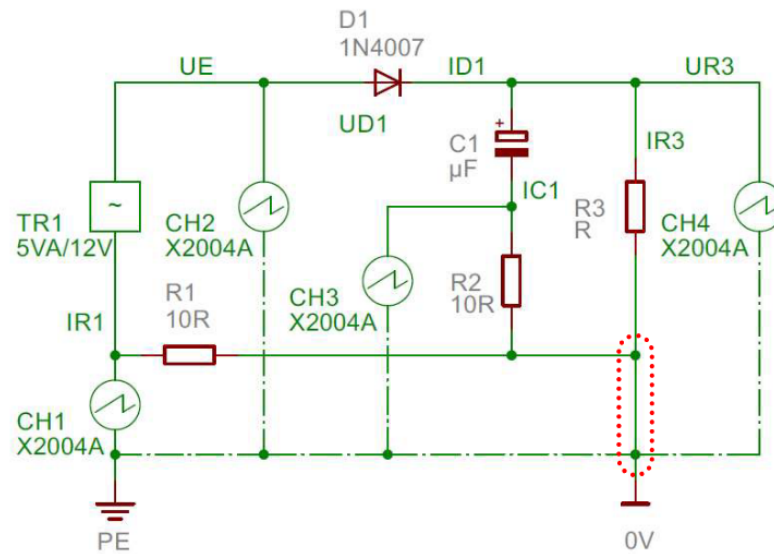 D1
1N4007
UE
ID1
UR3
UD1
+
C1
µF
IR3
IC1
~
TR1
5VA/12V
CH2
X2004A
R3
R
CH4
X2004A
R1
10R
CH3
X2004A
R2
10R
IR1
CH1
X2004A
PE
0V